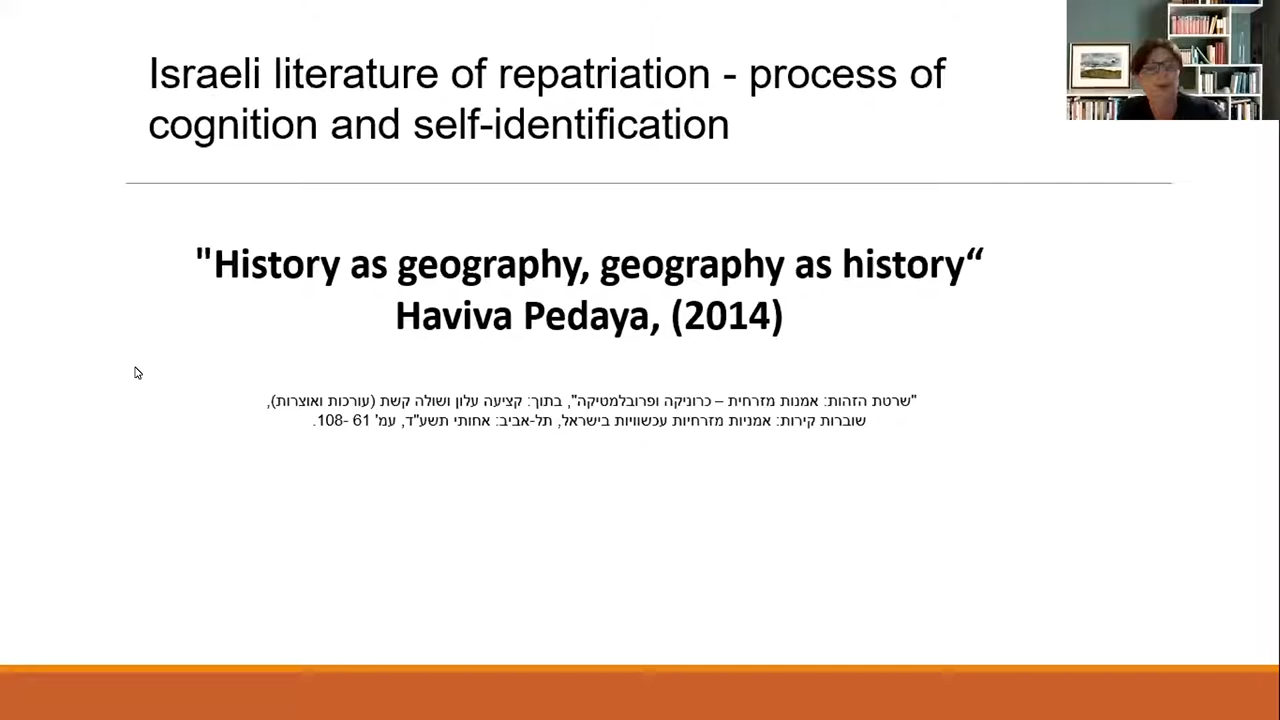 Israeli literature of repatriation - process of
cognition and self-identification
"History as geography, geography as history“
Haviva Pedaya, (2014)
"שרטת הזהות: אמנות מזרחית – כרוניקה ופרובלמטיקה", בתוך: קציעה עלון ושולה קשת (עורכות ואוצרות),
שוברות קירות: אמניות מזרחיות עכשוויות בישראל, תל-אביב: אחותי תשע"ד, עמ' 61 -108.